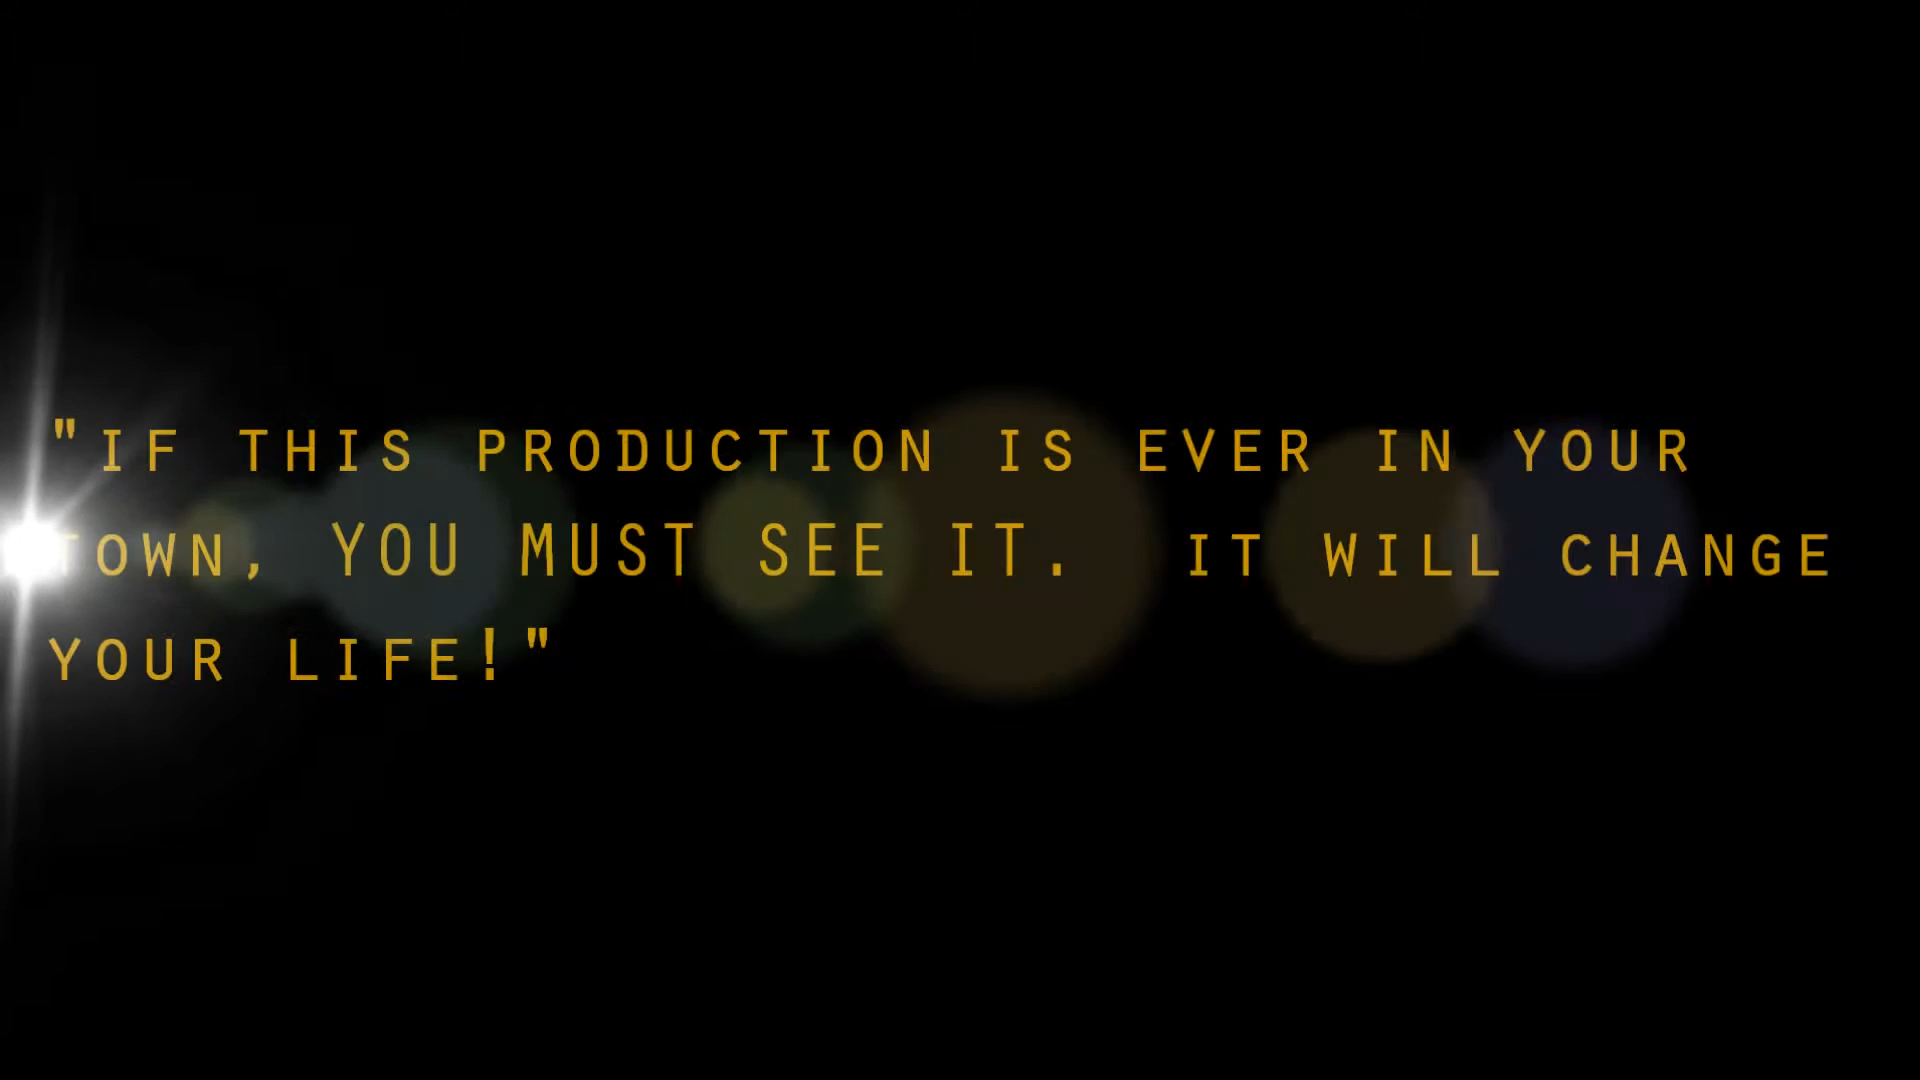 "IF THIS PRODUCTION IS EVER IN YOUR
TOWN, YOU MUST SEE IT.  IT WILL CHANGE
YOUR LIFE!"